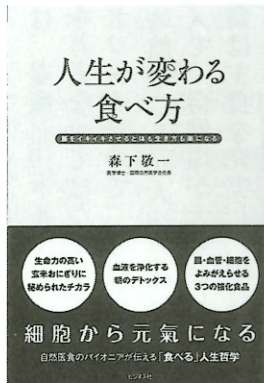 人生が変わる
食べ方
腸をイキイキさせると体も生き方も楽になる
森下敬一
医学博士・国際自然医学会会長
生命力の高い
玄米おにぎりに
秘められたチカラ
血液を浄化する
朝のデトックス
腸・血管・細胞を
よみがえらせる
3つの強化食品
細胞から元氣になる
自然医食のパイオニアが伝える「食べる」人生哲学
ビジネス社